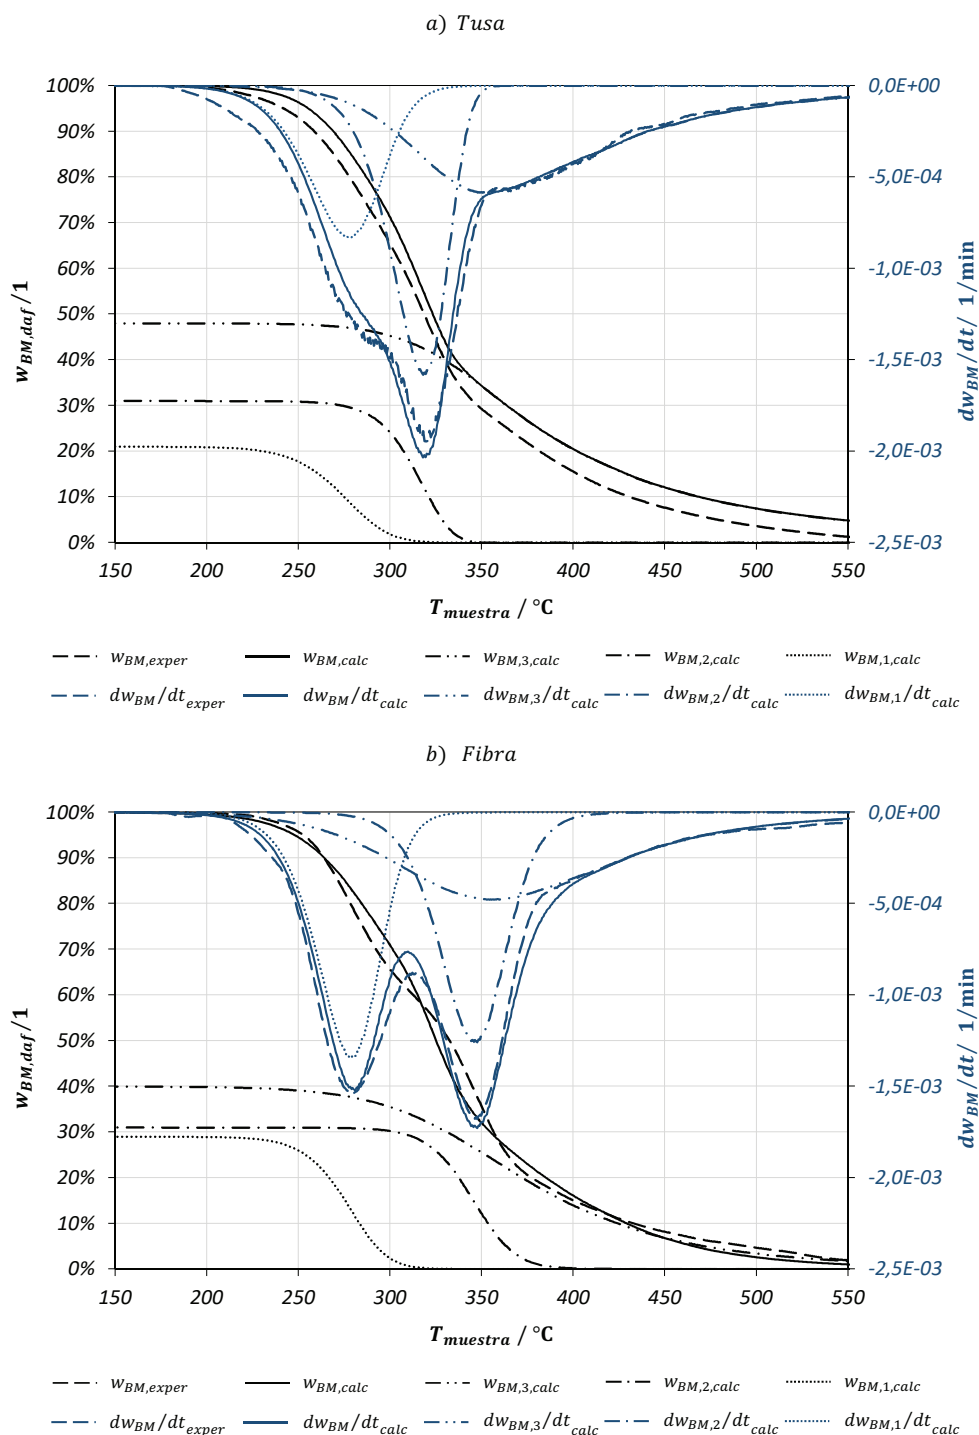 a) Tusa
100% 0,0E+00
90%
80% -5,0E-04
70%
60% -1,0E-03
50%
40% -1,5E-03
30%
20% -2,0E-03
10%
0% -2,5E-03
w_BM,daf /1
dw_BM/dt/ 1/min
150 200 250 300 350 400 450 500 550
T_muestra / °C
w_BM,exper w_BM,calc w_BM,3,calc w_BM,2,calc w_BM,1,calc
dw_BM/dt_exper dw_BM/dt_calc dw_BM,3/dt_calc dw_BM,2/dt_calc dw_BM,1/dt_calc
b) Fibra
100% 0,0E+00
90%
80% -5,0E-04
70%
60% -1,0E-03
50%
40% -1,5E-03
30%
20% -2,0E-03
10%
0% -2,5E-03
w_BM,daf /1
dw_BM/dt/ 1/min
150 200 250 300 350 400 450 500 550
T_muestra / °C
w_BM,exper w_BM,calc w_BM,3,calc w_BM,2,calc w_BM,1,calc
dw_BM/dt_exper dw_BM/dt_calc dw_BM,3/dt_calc dw_BM,2/dt_calc dw_BM,1/dt_calc